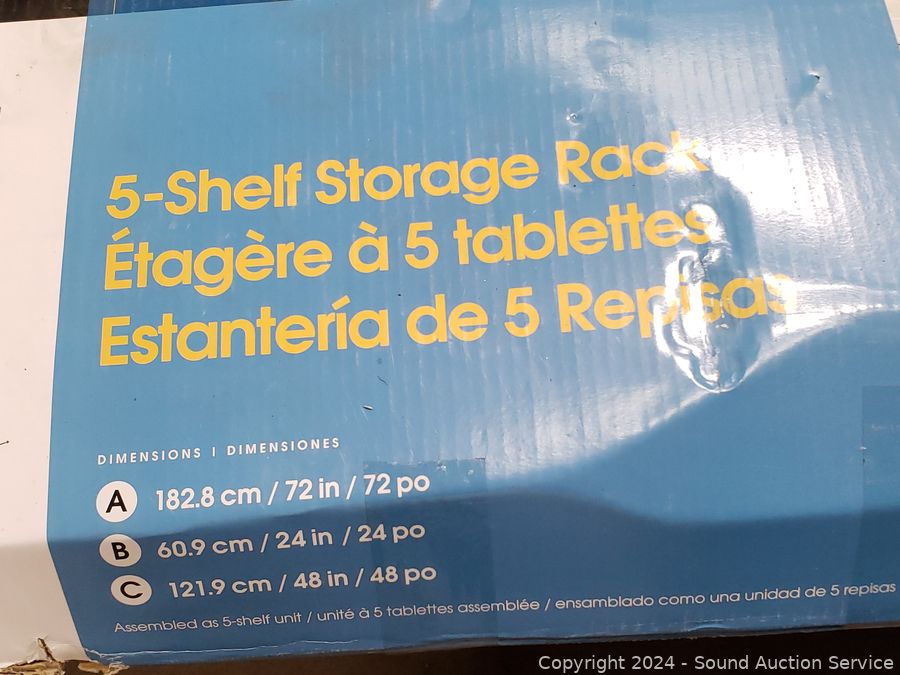 5-Shelf Storage Rack
Étagère à 5 tablettes
Estantería de 5 Repisas
DIMENSIONS | DIMENSIONES
A 182.8 cm / 72 in / 72 po
B 60.9 cm / 24 in / 24 po
C 121.9 cm / 48 in / 48 po
Assembled as 5-shelf unit / unité à 5 tablettes assemblée / ensamblado como una unidad de 5 repisas
Copyright 2024 - Sound Auction Service